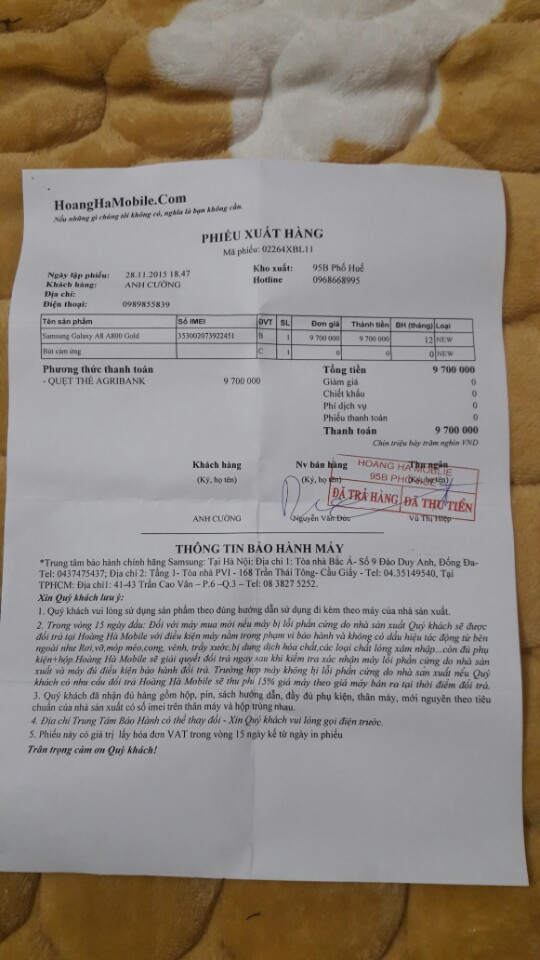 HoangHaMobile.Com
Nếu những gì chúng tôi không có, nghĩa là bạn không cần.
PHIẾU XUẤT HÀNG
Mã phiếu: 02264XBL11
Ngày lập phiếu: 28.11.2015 18.47 Kho xuất: 95B Phố Huế
Khách hàng: ANH CƯỜNG Hotline 0968668995
Địa chỉ:
Điện thoại: 0989855839
Tên sản phẩm Số IMEI ĐVT SL Đơn giá Thành tiền BH (tháng) Loại
Samsung Galaxy A8 A800 Gold 353002073922451 B 1 9 700 000 9 700 000 12 NEW
Bút cảm ứng C 1 0 0 0 NEW
Phương thức thanh toán Tổng tiền 9 700 000
- QUẸT THẺ AGRIBANK 9 700 000 Giảm giá 0
Chiết khấu 0
Phí dịch vụ 0
Phiếu thanh toán 0
Thanh toán 9 700 000
Chín triệu bảy trăm nghìn VND
Khách hàng Nv bán hàng Thu ngân
(Ký, họ tên) (Ký, họ tên) (Ký, họ tên)
HOANG HA MOBLIE
95B PHỐ HUẾ
ĐÃ TRẢ HÀNG ĐÃ THU TIỀN
ANH CƯỜNG Nguyễn Văn Đức Vũ Thị Hiệp
THÔNG TIN BẢO HÀNH MÁY
*Trung tâm bảo hành chính hãng Samsung: Tại Hà Nội: Địa chỉ 1: Tòa nhà Bắc Á- Số 9 Đào Duy Anh, Đống Đa-
Tel: 0437475437; Địa chỉ 2: Tầng 1- Tòa nhà PVI - 168 Trần Thái Tông- Cầu Giấy - Tel: 04.35149540, Tại
TPHCM: Địa chỉ1: 41-43 Trần Cao Vân – P.6 –Q.3 – Tel: 08 3827 5252.
Xin Quý khách lưu ý:
1. Quý khách vui lòng sử dụng sản phẩm theo đúng hướng dẫn sử dụng đi kèm theo máy của nhà sản xuất.
2. Trong vòng 15 ngày đầu: Đối với máy mua mới nếu máy bị lỗi phần cứng do nhà sản xuất Quý khách sẽ được
đổi trả tại Hoàng Hà Mobile với điều kiện máy nằm trong phạm vi bảo hành và không có dấu hiệu tác động từ bên
ngoài như Rơi,vỡ,móp méo,cong, vênh, trầy xước,bị dung dịch hóa chất,các loại chất lỏng xâm nhập...còn đủ phụ
kiện+hộp Hoàng Hà Mobile sẽ giải quyết đổi trả ngay sau khi kiểm tra xác nhận máy lỗi phần cứng do nhà sản
xuất và máy đủ điều kiện bảo hành đổi trả. Trường hợp máy không bị lỗi phần cứng do nhà sản xuất nếu Quý
khách có nhu cầu đổi trả Hoàng Hà Mobile sẽ thu phí 15% giá máy theo giá máy bán ra tại thời điểm đổi trả.
3. Quý khách đã nhận đủ hàng gồm hộp, pin, sách hướng dẫn, đầy đủ phụ kiện, thân máy, mới nguyên theo tiêu
chuẩn của nhà sản xuất có số imei trên thân máy và hộp trùng nhau.
4. Địa chỉ Trung Tâm Bảo Hành có thể thay đổi - Xin Quý khách vui lòng gọi điện trước.
5. Phiếu này có giá trị lấy hóa đơn VAT trong vòng 15 ngày kể từ ngày in phiếu
Trân trọng cảm ơn Quý khách!